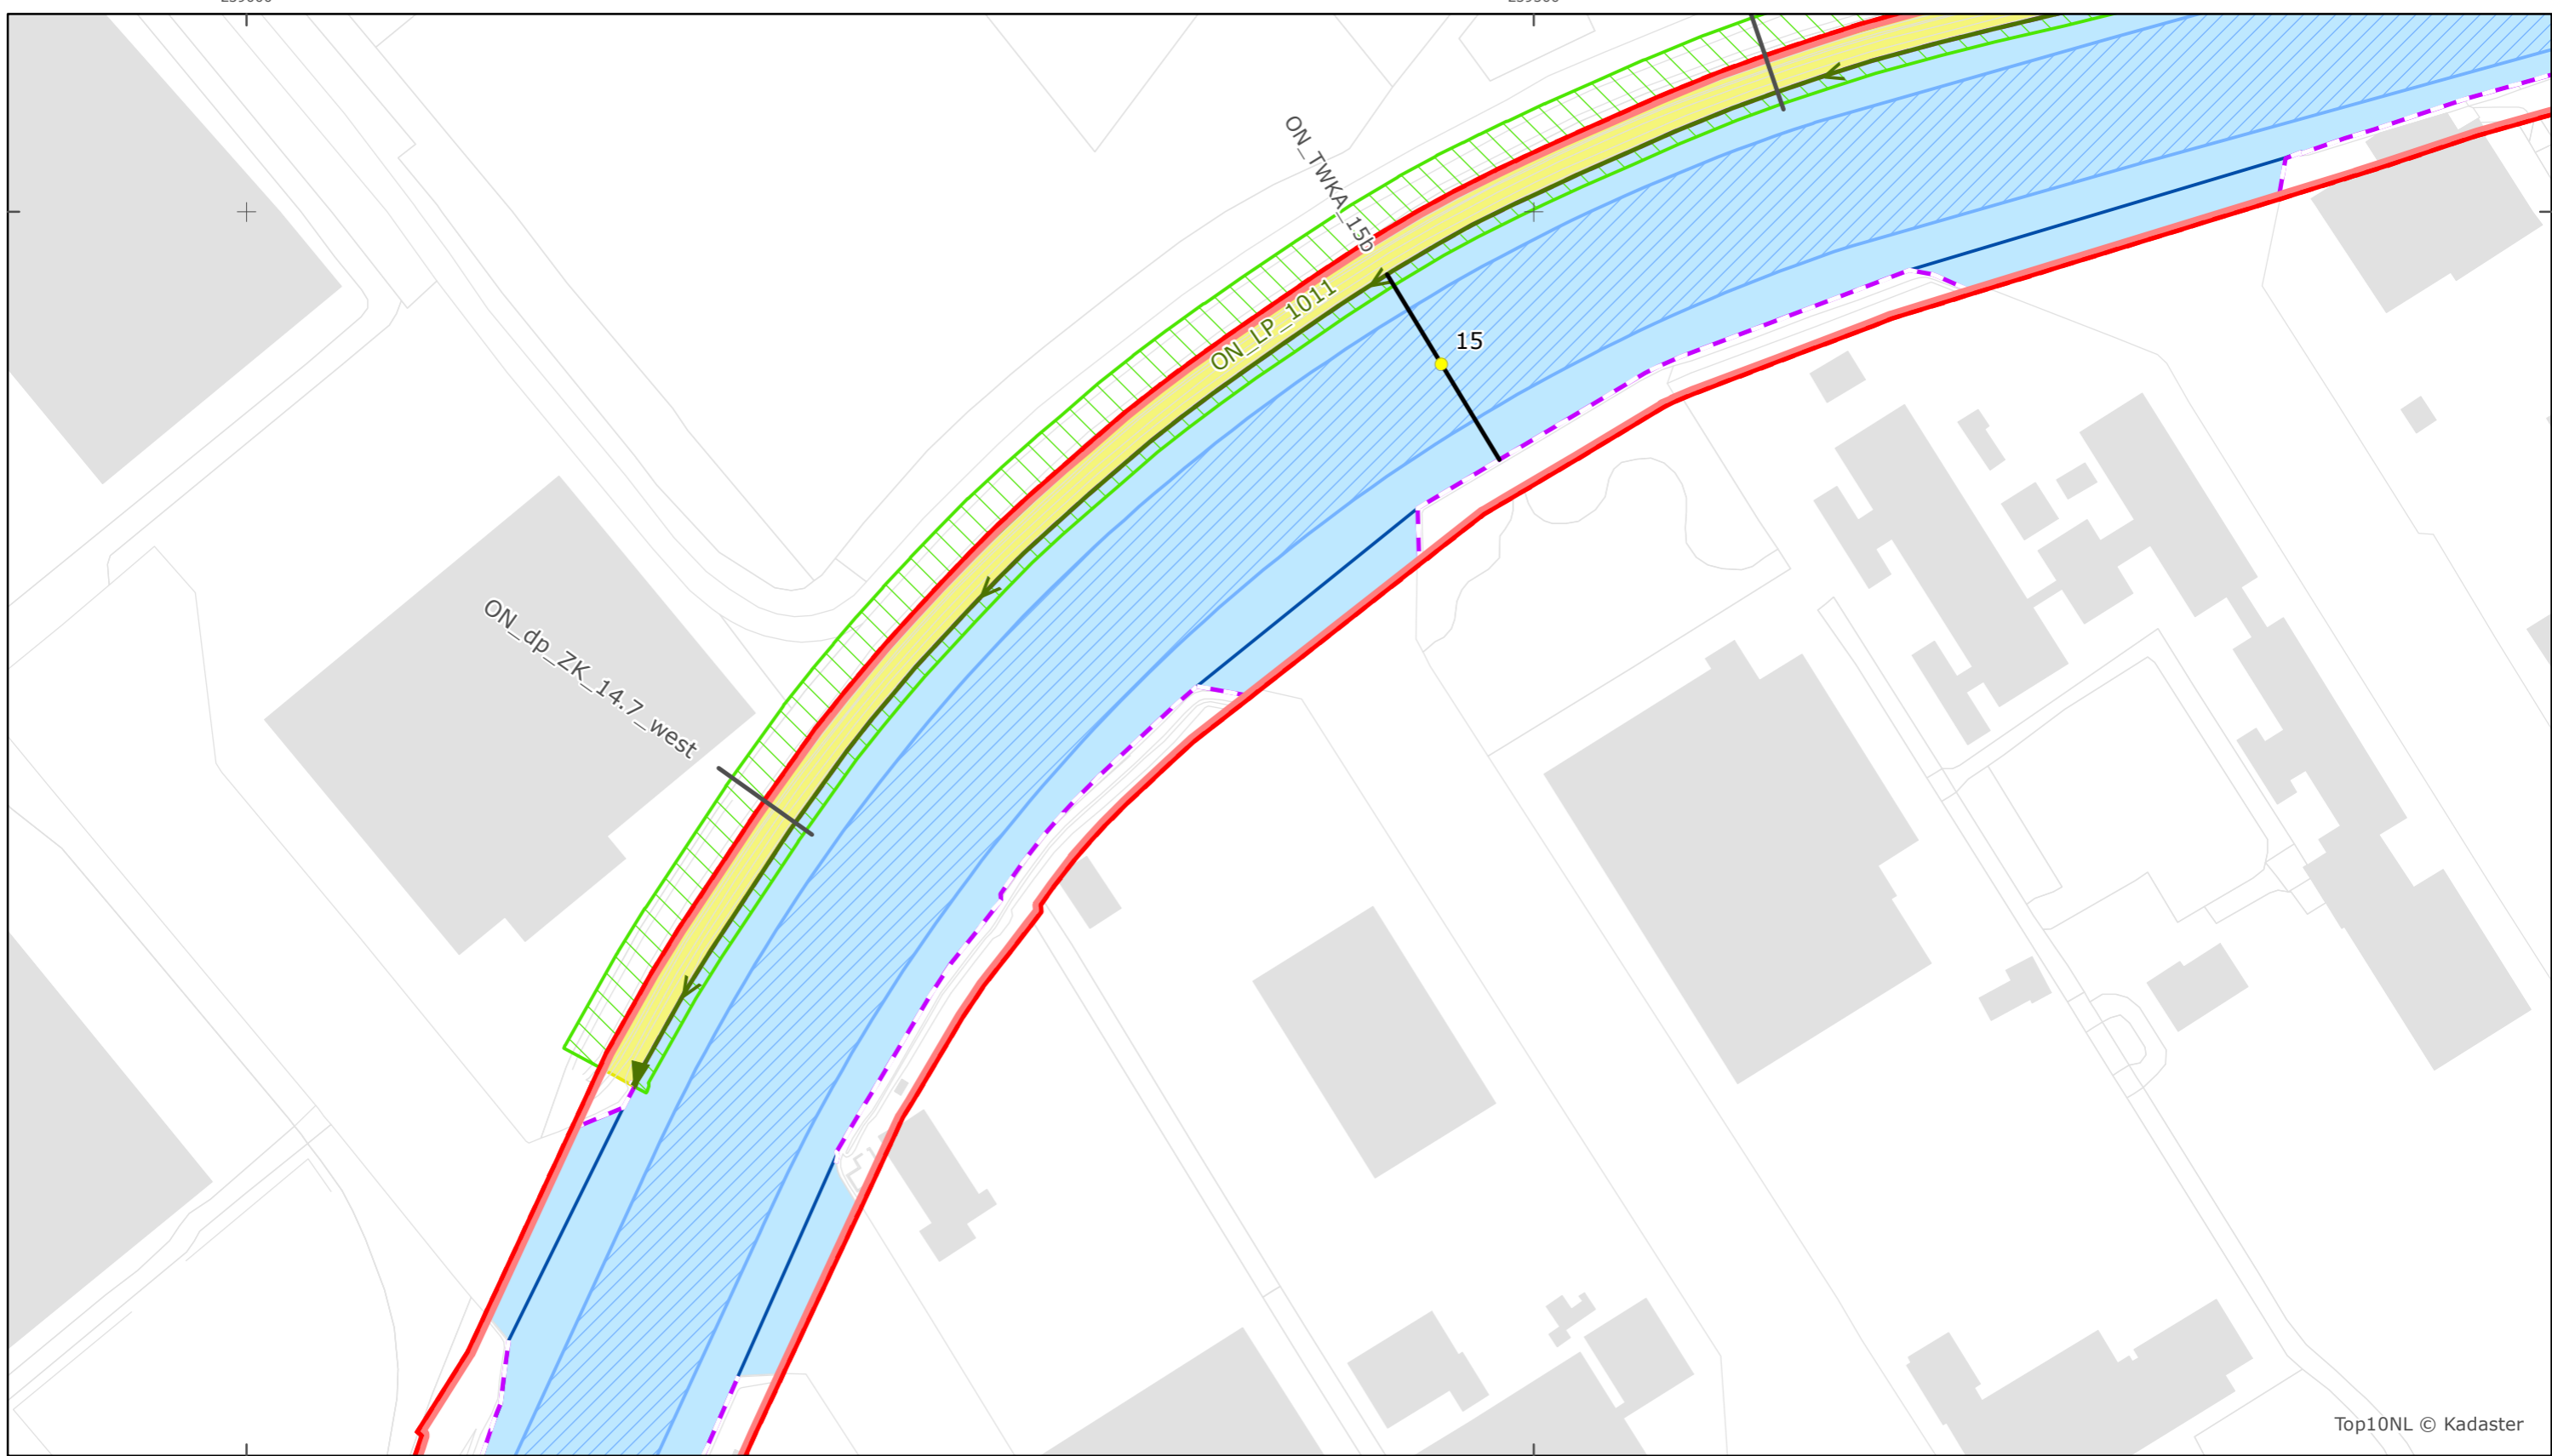 ON_TWKA_15b
15
ON_LP_1011
ON_dp_ZK_14.7_west
Top10NL © Kadaster